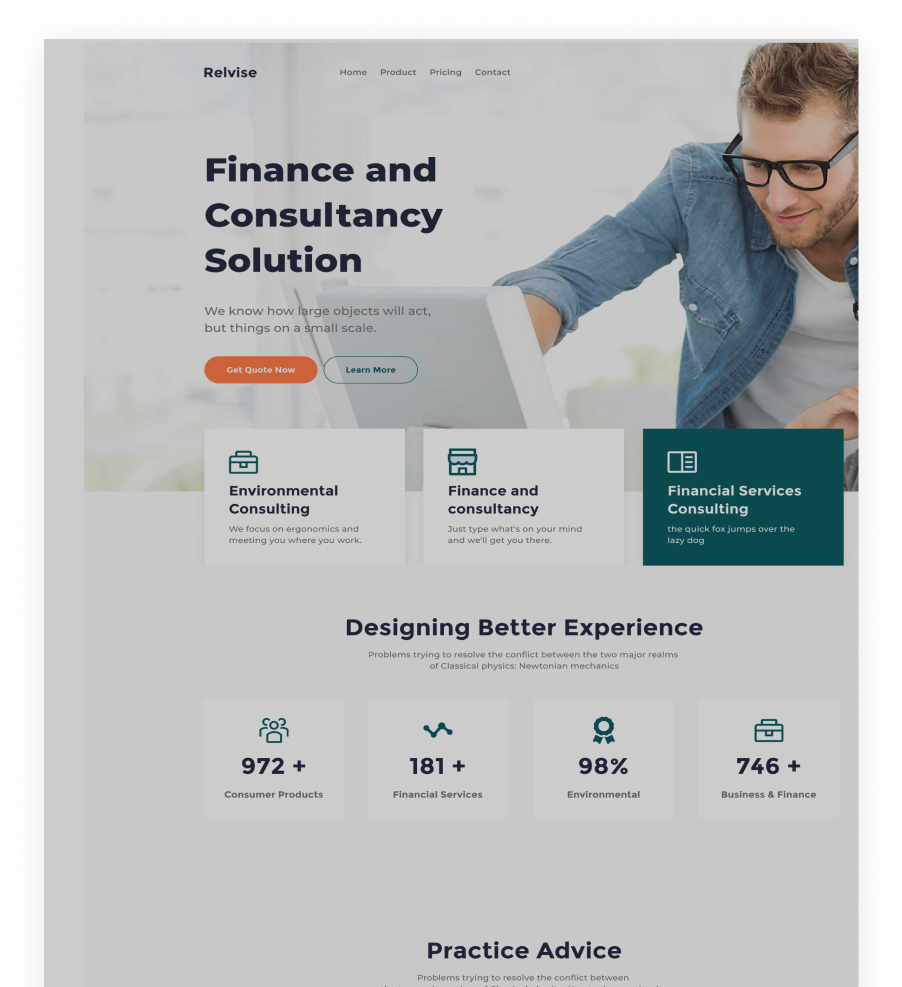 Relvise
Home Product Pricing Contact
Finance and
Consultancy
Solution
We know how large objects will act,
but things on a small scale.
Get Quote Now
Learn More
Environmental
Consulting
We focus on ergonomics and
meeting you where you work.
Finance and
consultancy
Just type what's on your mind
and we'll get you there.
Financial Services
Consulting
the quick fox jumps over the
lazy dog
Designing Better Experience
Problems trying to resolve the conflict between the two major realms
of Classical physics: Newtonian mechanics
972 +
Consumer Products
181 +
Financial Services
98%
Environmental
746 +
Business & Finance
Practice Advice
Problems trying to resolve the conflict between